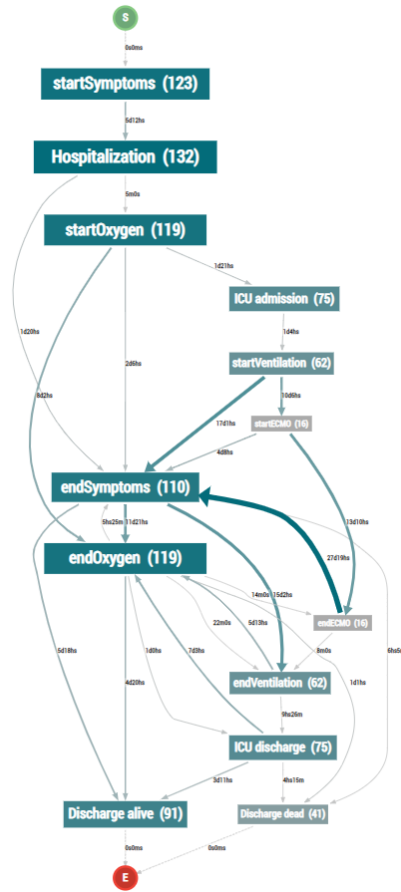 S
0s0ms
startSymptoms (123)
5d12hs
Hospitalization (132)
5m0s
startOxygen (119)
1d21hs
ICU admission (75)
1d20hs
2d6hs
1d4hs
startVentilation (62)
8d2hs
10d6hs
17d1hs
startECMO (16)
4d8hs
endSymptoms (110)
5hs25m
11d21hs
13d10hs
endOxygen (119)
27d19hs
14m0s
15d2hs
22m0s
5d15hs
endECMO (16)
5d18hs
1d0hs
7d3hs
8m0s
4d20hs
endVentilation (62)
1d1hs
9hs26m
ICU discharge (75)
3d11hs
4hs15m
Discharge alive (91)
Discharge dead (41)
0s0ms
0s0ms
E